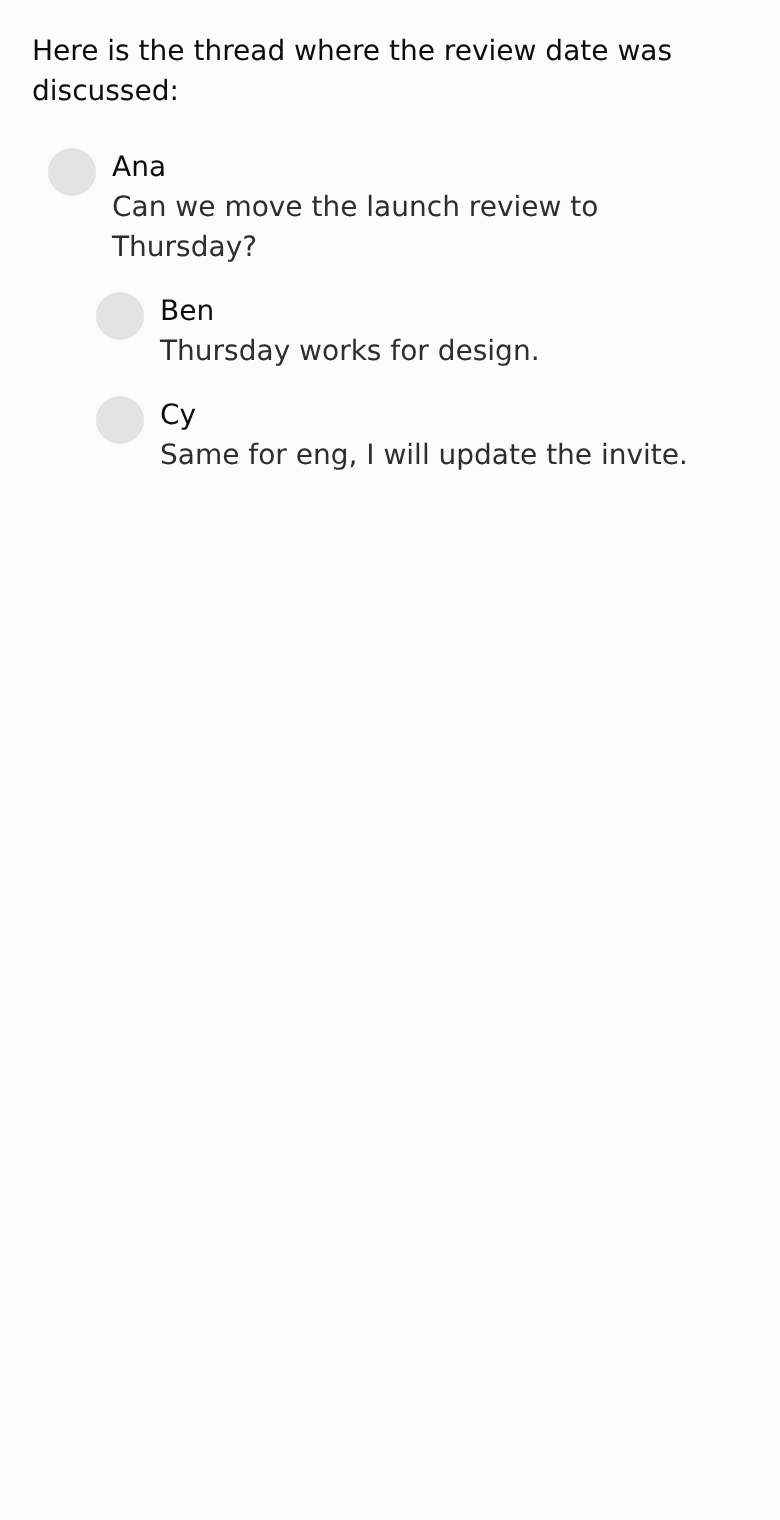 Here is the thread where the review date was
discussed:
Ana
Can we move the launch review to
Thursday?
Ben
Thursday works for design.
Cy
Same for eng, I will update the invite.